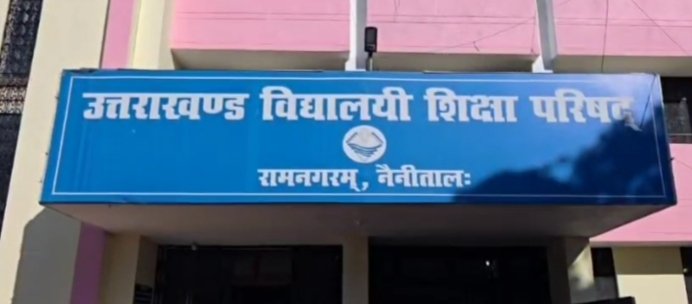 उत्तराखण्ड विद्यालयी शिक्षा परिषद्
रामनगरम्, नैनीतालः